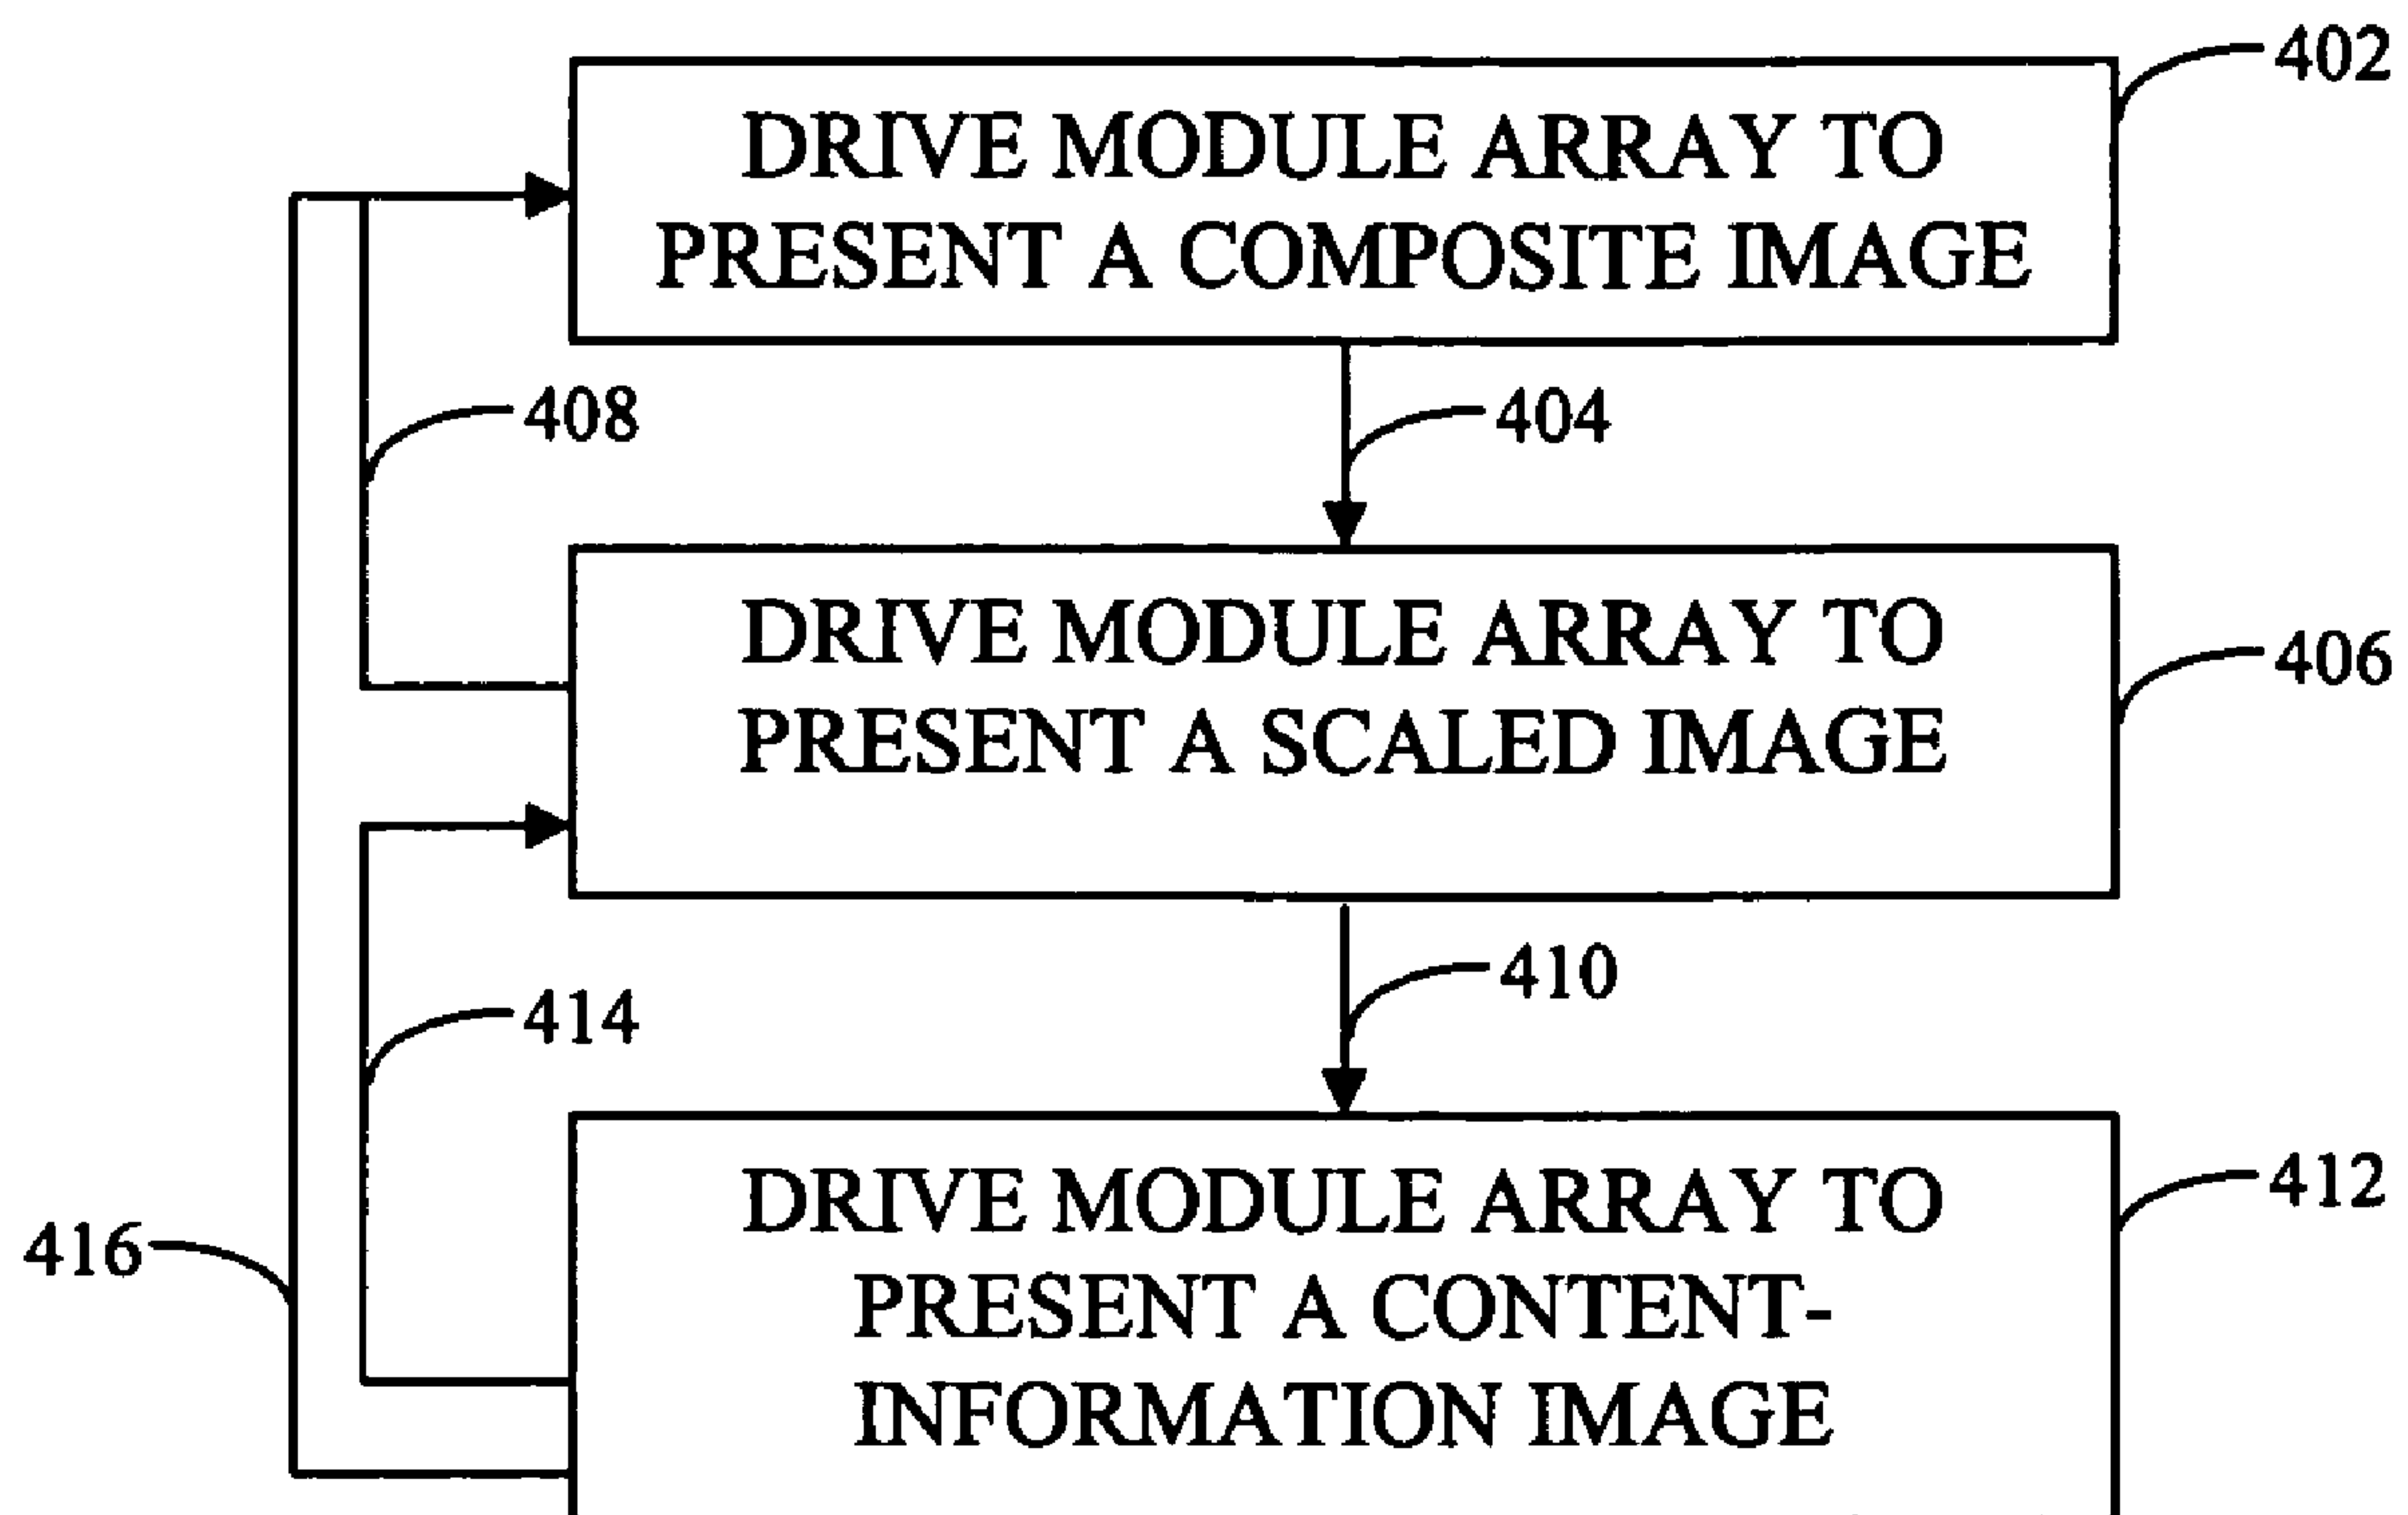 402
DRIVE MODULE ARRAY TO
PRESENT A COMPOSITE IMAGE
408
404
DRIVE MODULE ARRAY TO
PRESENT A SCALED IMAGE
406
410
414
DRIVE MODULE ARRAY TO
PRESENT A CONTENT-
INFORMATION IMAGE
412
416